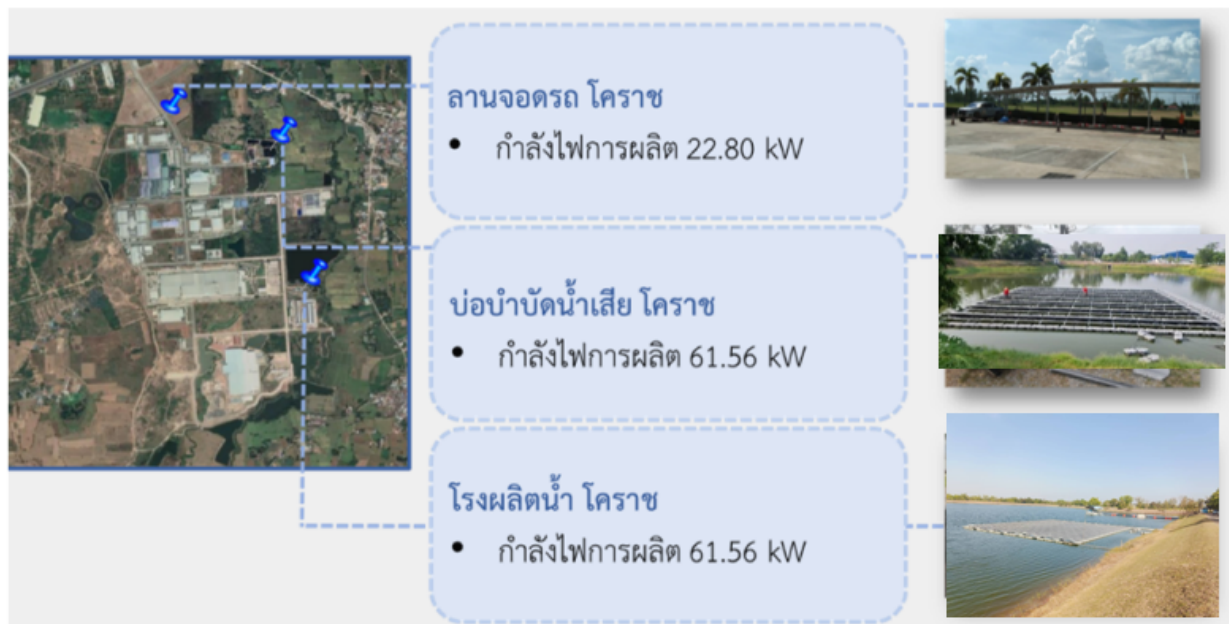 ลานจอดรถ โคราช
• กำลังไฟการผลิต 22.80 kW
บ่อบำบัดน้ำเสีย โคราช
• กำลังไฟการผลิต 61.56 kW
โรงผลิตน้ำ โคราช
• กำลังไฟการผลิต 61.56 kW